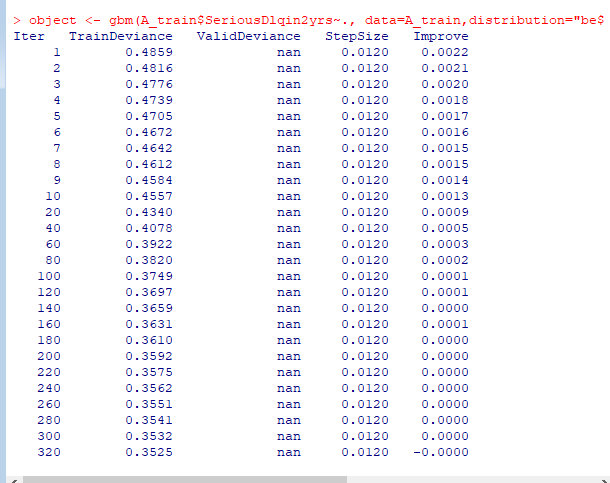 > object <- gbm(A_train$SeriousDlqin2yrs~., data=A_train,distribution="be$
Iter TrainDeviance ValidDeviance StepSize Improve
1 0.4859 nan 0.0120 0.0022
2 0.4816 nan 0.0120 0.0021
3 0.4776 nan 0.0120 0.0020
4 0.4739 nan 0.0120 0.0018
5 0.4705 nan 0.0120 0.0017
6 0.4672 nan 0.0120 0.0016
7 0.4642 nan 0.0120 0.0015
8 0.4612 nan 0.0120 0.0015
9 0.4584 nan 0.0120 0.0014
10 0.4557 nan 0.0120 0.0013
20 0.4340 nan 0.0120 0.0009
40 0.4078 nan 0.0120 0.0005
60 0.3922 nan 0.0120 0.0003
80 0.3820 nan 0.0120 0.0002
100 0.3749 nan 0.0120 0.0001
120 0.3697 nan 0.0120 0.0001
140 0.3659 nan 0.0120 0.0000
160 0.3631 nan 0.0120 0.0001
180 0.3610 nan 0.0120 0.0000
200 0.3592 nan 0.0120 0.0000
220 0.3575 nan 0.0120 0.0000
240 0.3562 nan 0.0120 0.0000
260 0.3551 nan 0.0120 0.0000
280 0.3541 nan 0.0120 0.0000
300 0.3532 nan 0.0120 0.0000
320 0.3525 nan 0.0120 -0.0000